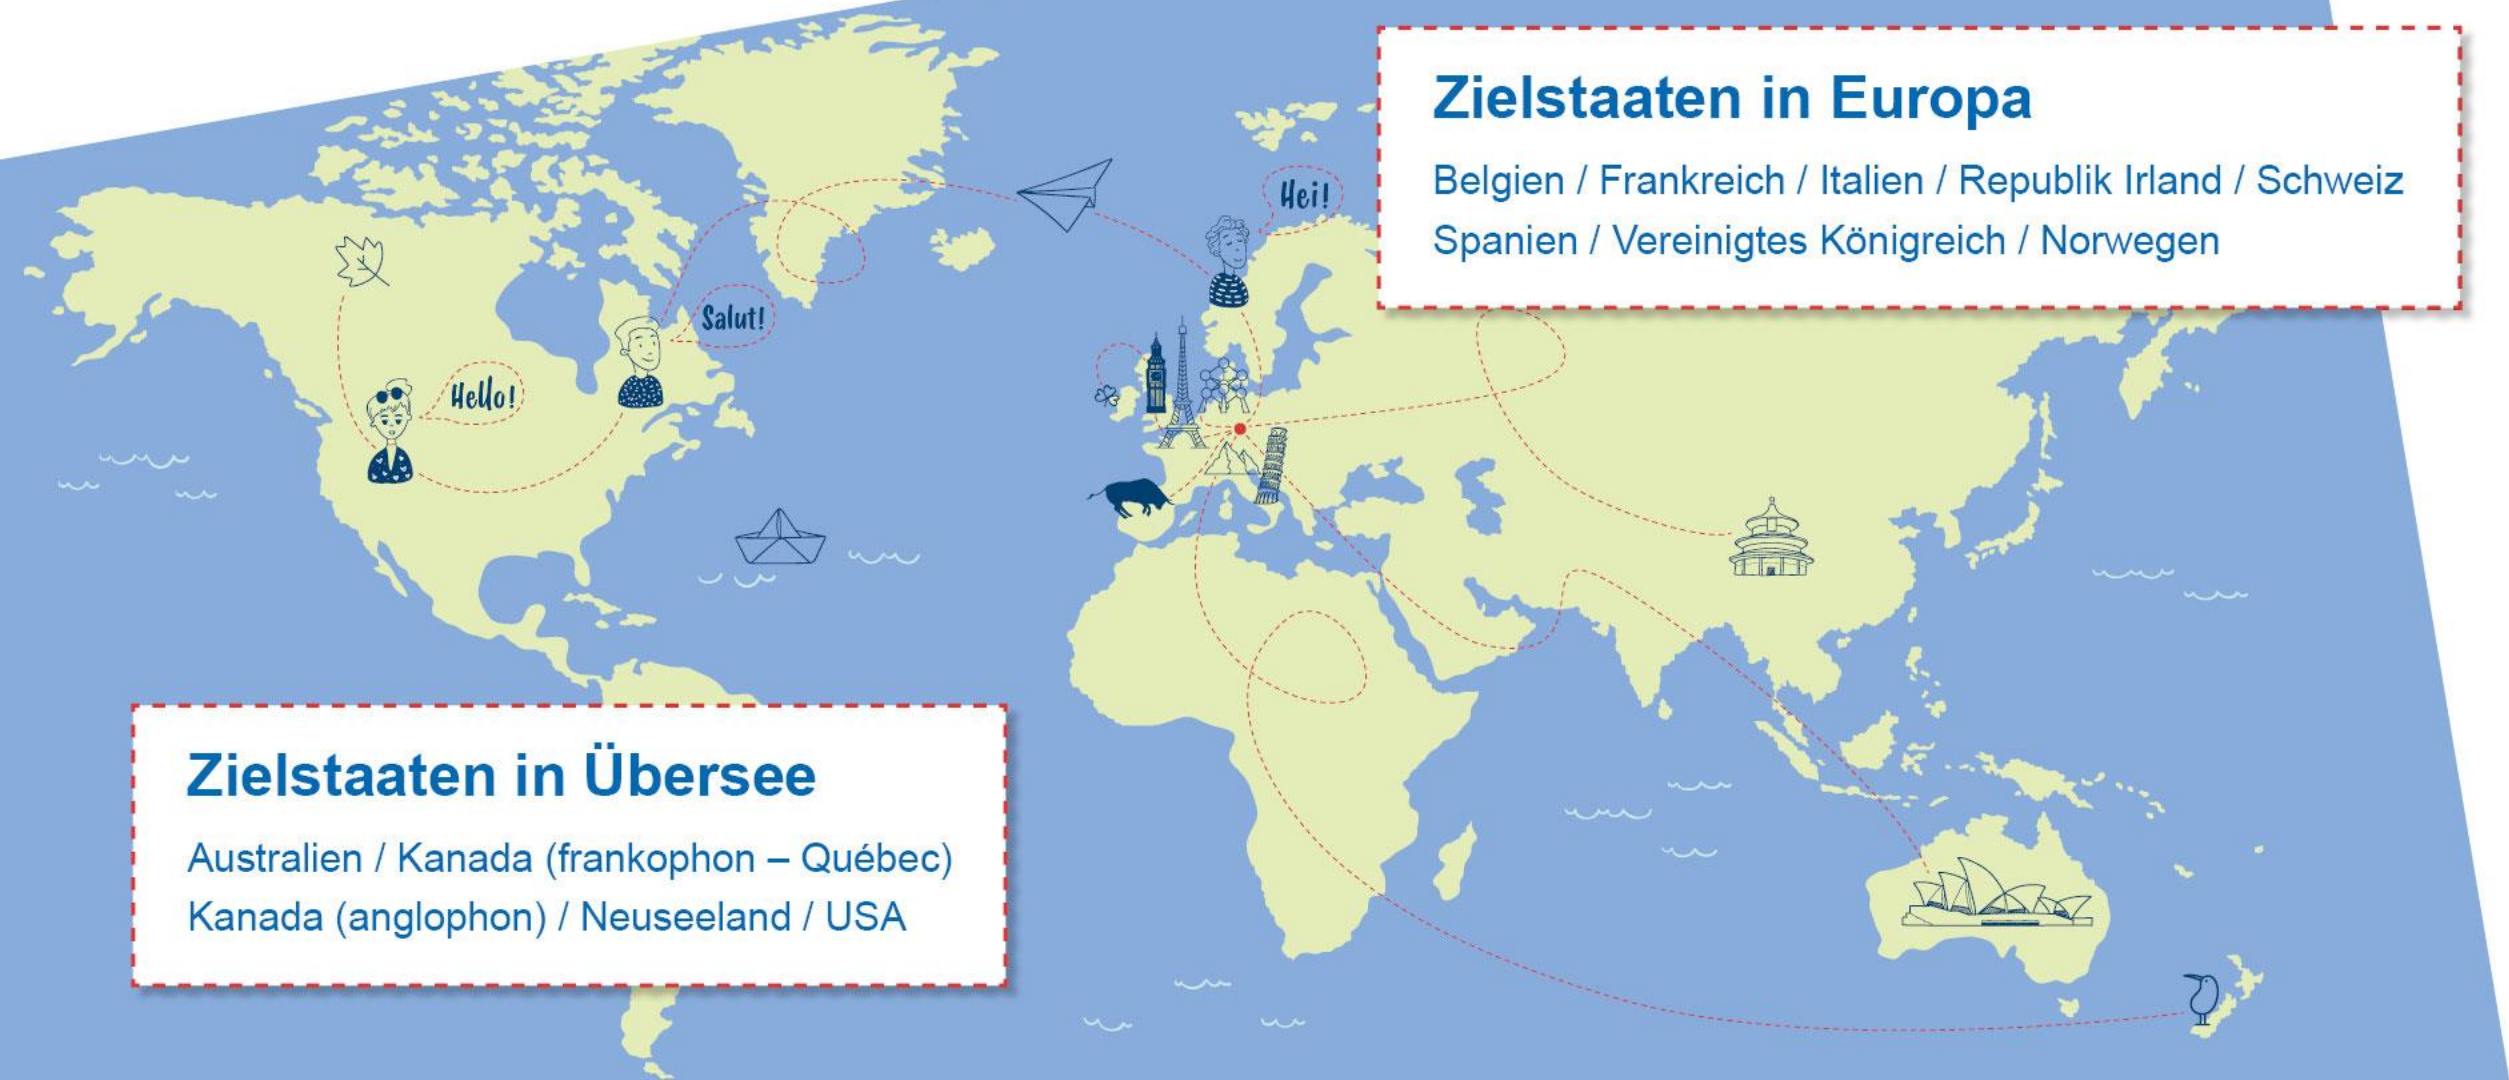 Zielstaaten in Europa
Belgien / Frankreich / Italien / Republik Irland / Schweiz
Spanien / Vereinigtes Königreich / Norwegen
Hei!
Salut!
Hello!
Zielstaaten in Übersee
Australien / Kanada (frankophon – Québec)
Kanada (anglophon) / Neuseeland / USA